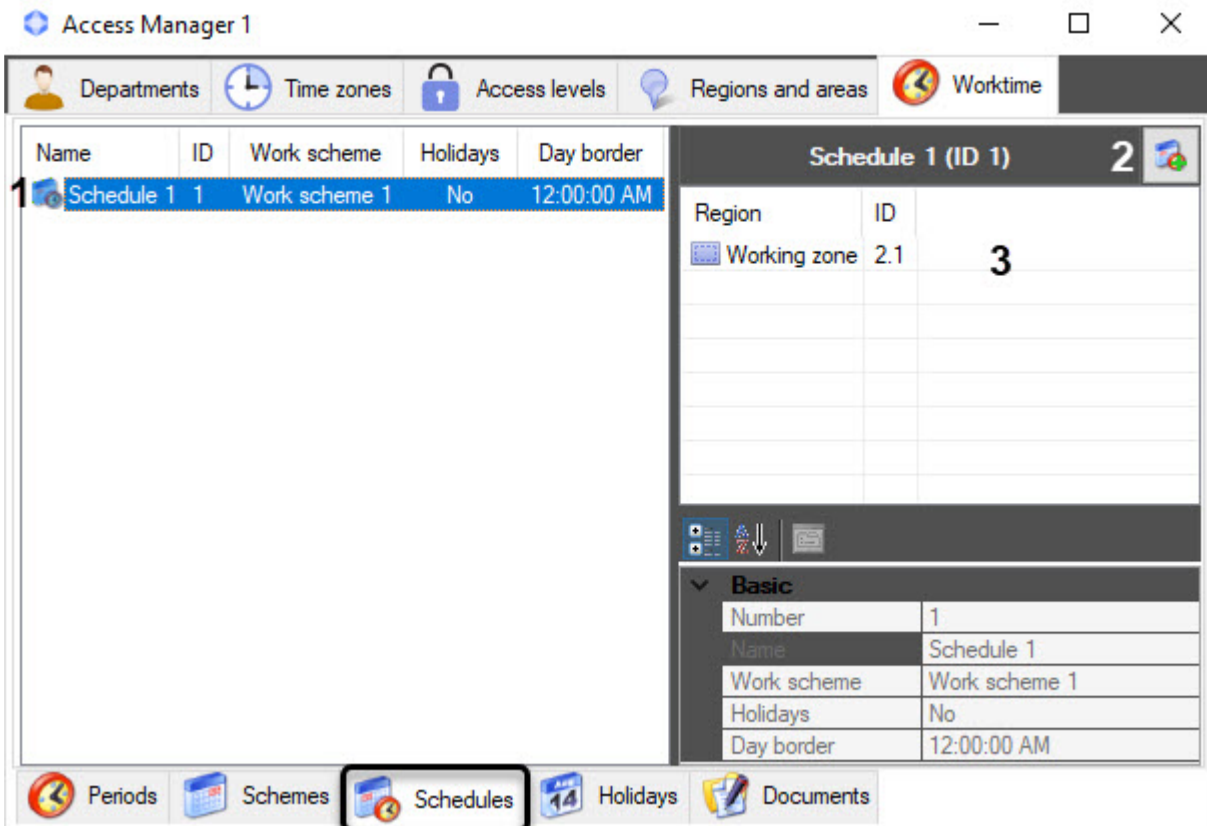 Access Manager 1
Departments Time zones Access levels Regions and areas Worktime
Name ID Work scheme Holidays Day border
1 Schedule 1 1 Work scheme 1 No 12:00:00 AM
Schedule 1 (ID 1) 2
Region ID
Working zone 2.1 3
Basic
Number 1
Name Schedule 1
Work scheme Work scheme 1
Holidays No
Day border 12:00:00 AM
Periods Schemes Schedules 14 Holidays Documents